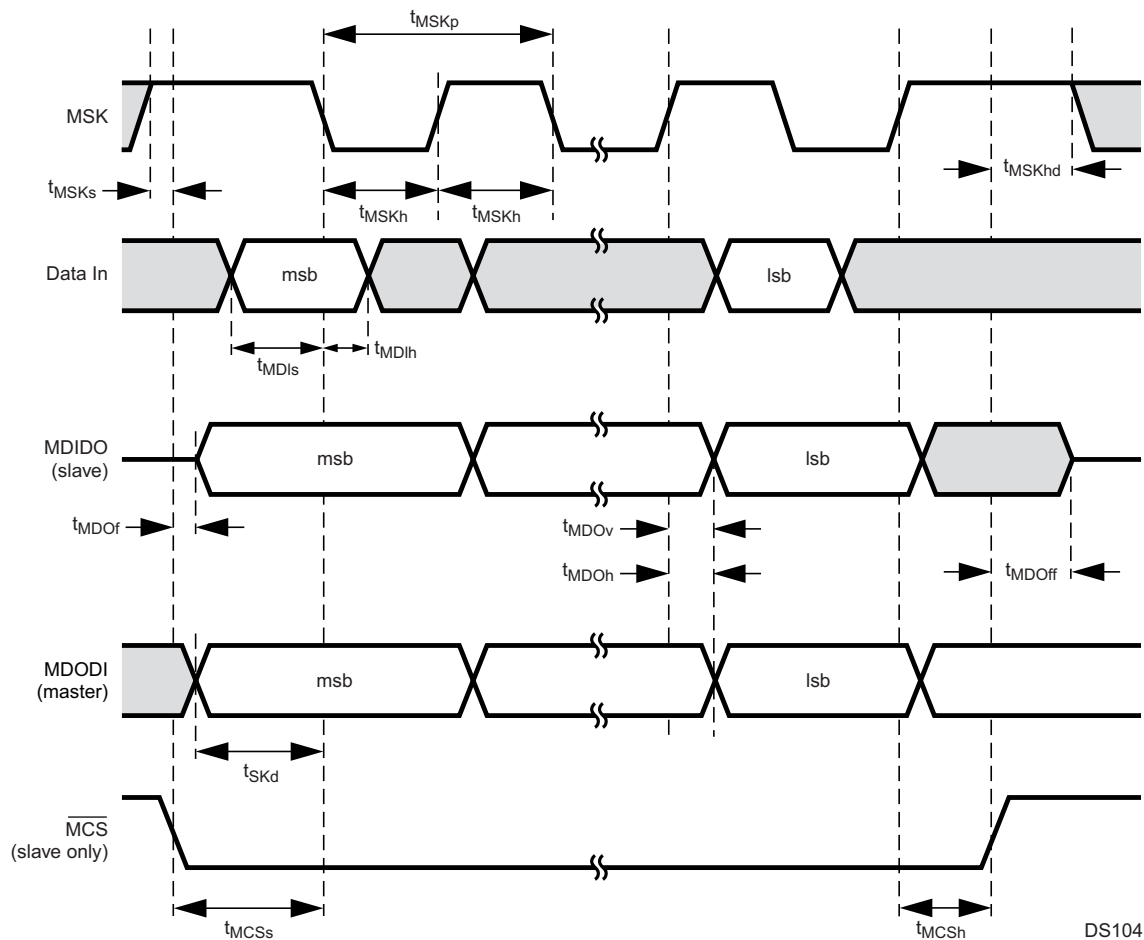 tMSKp
MSK
tMSKs
tMSKh
tMSKh
tMSKhd
Data In
msb
lsb
tMDIs
tMDIh
MDIDO
(slave)
msb
lsb
tMDOf
tMDOv
tMDOh
tMDOff
MDODI
(master)
msb
lsb
tSKd
MCS
(slave only)
tMCSs
tMCSh
DS104